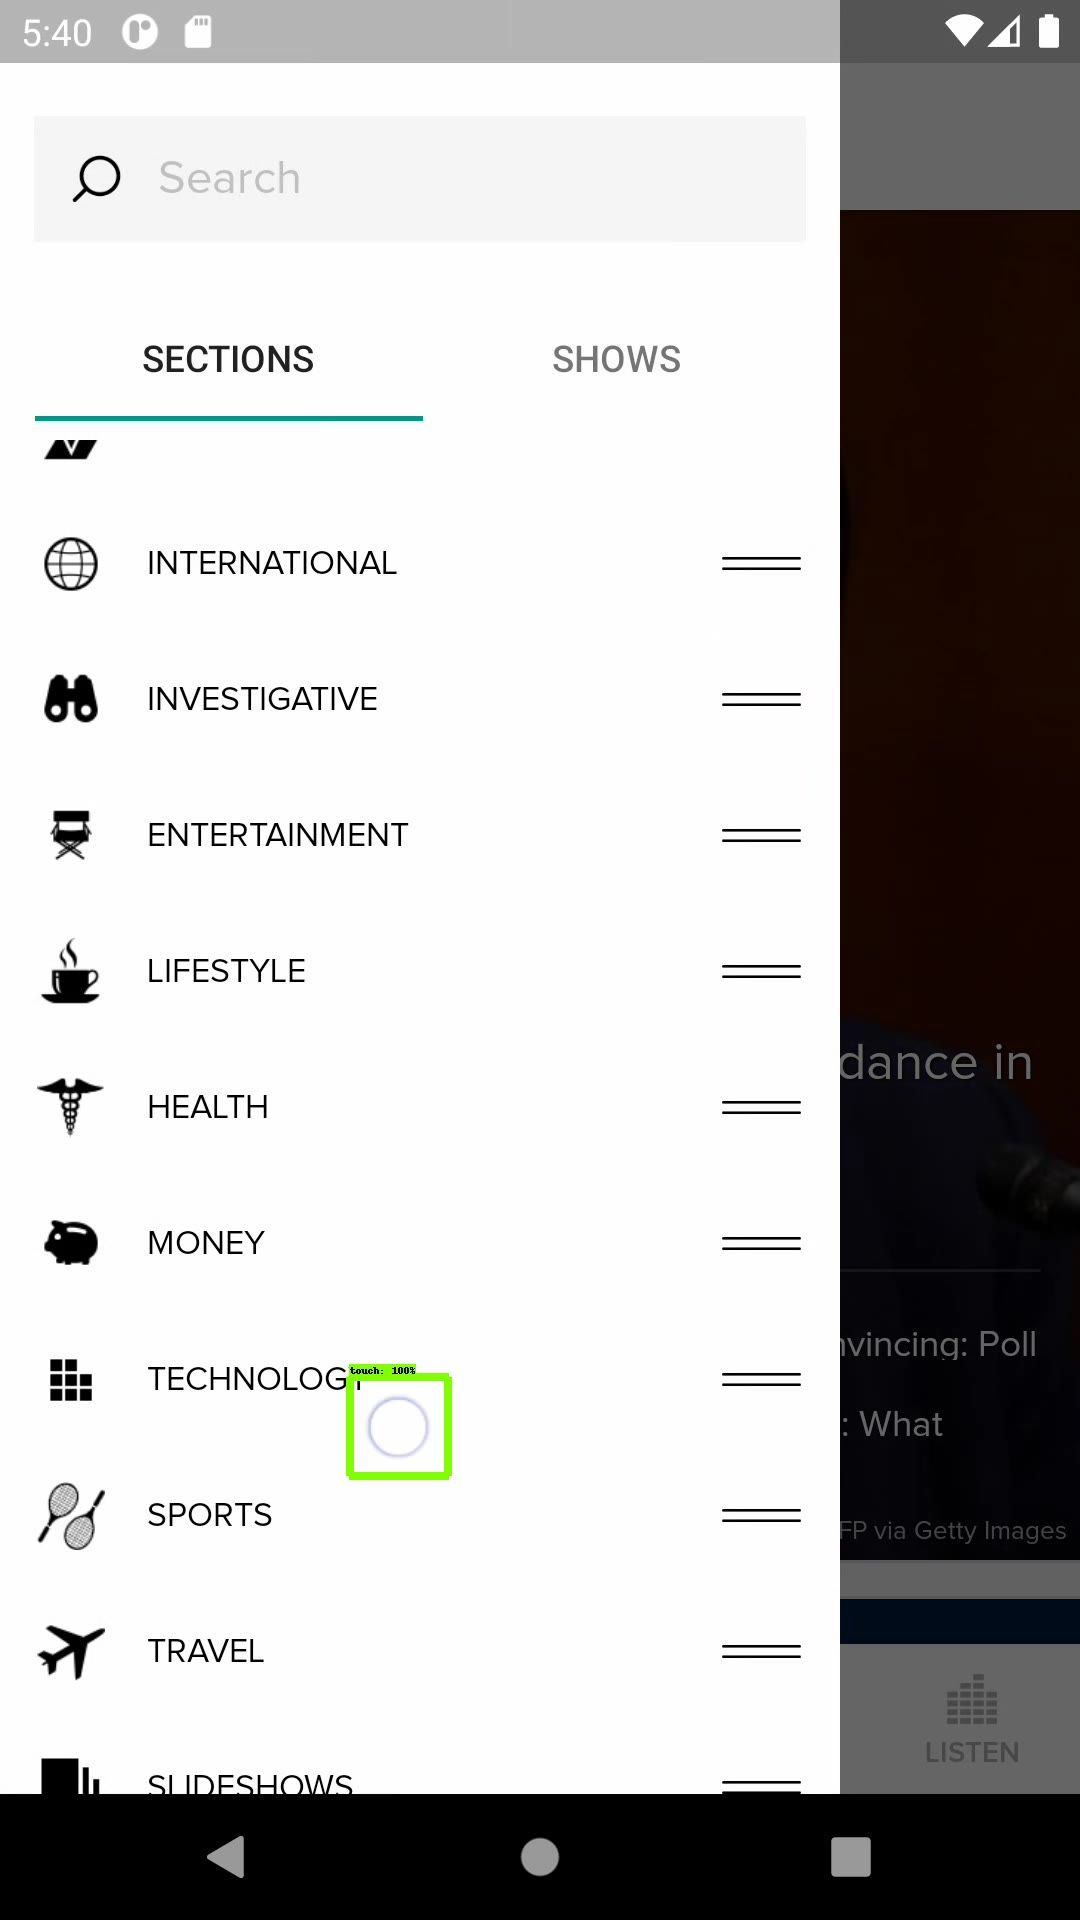 5:40
Search
SECTIONS
SHOWS
INTERNATIONAL
INVESTIGATIVE
ENTERTAINMENT
LIFESTYLE
dance in
HEALTH
MONEY
nvincing: Poll
touch: 100%
TECHNOLOGY
: What
SPORTS
FP via Getty Images
TRAVEL
LISTEN
SLIDESHOWS